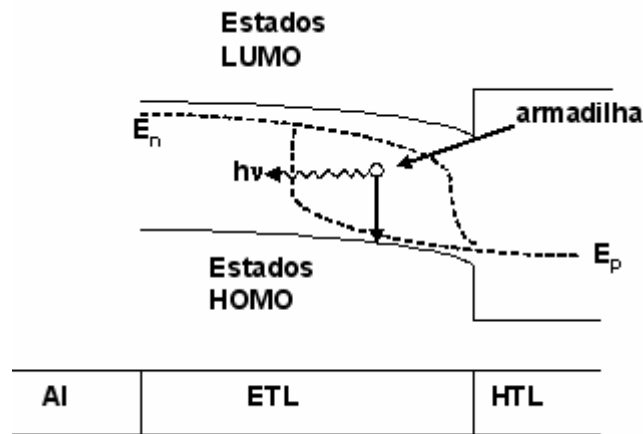 Estados
LUMO
armadilha
En
hν
Estados
HOMO
Ep
Al
ETL
HTL